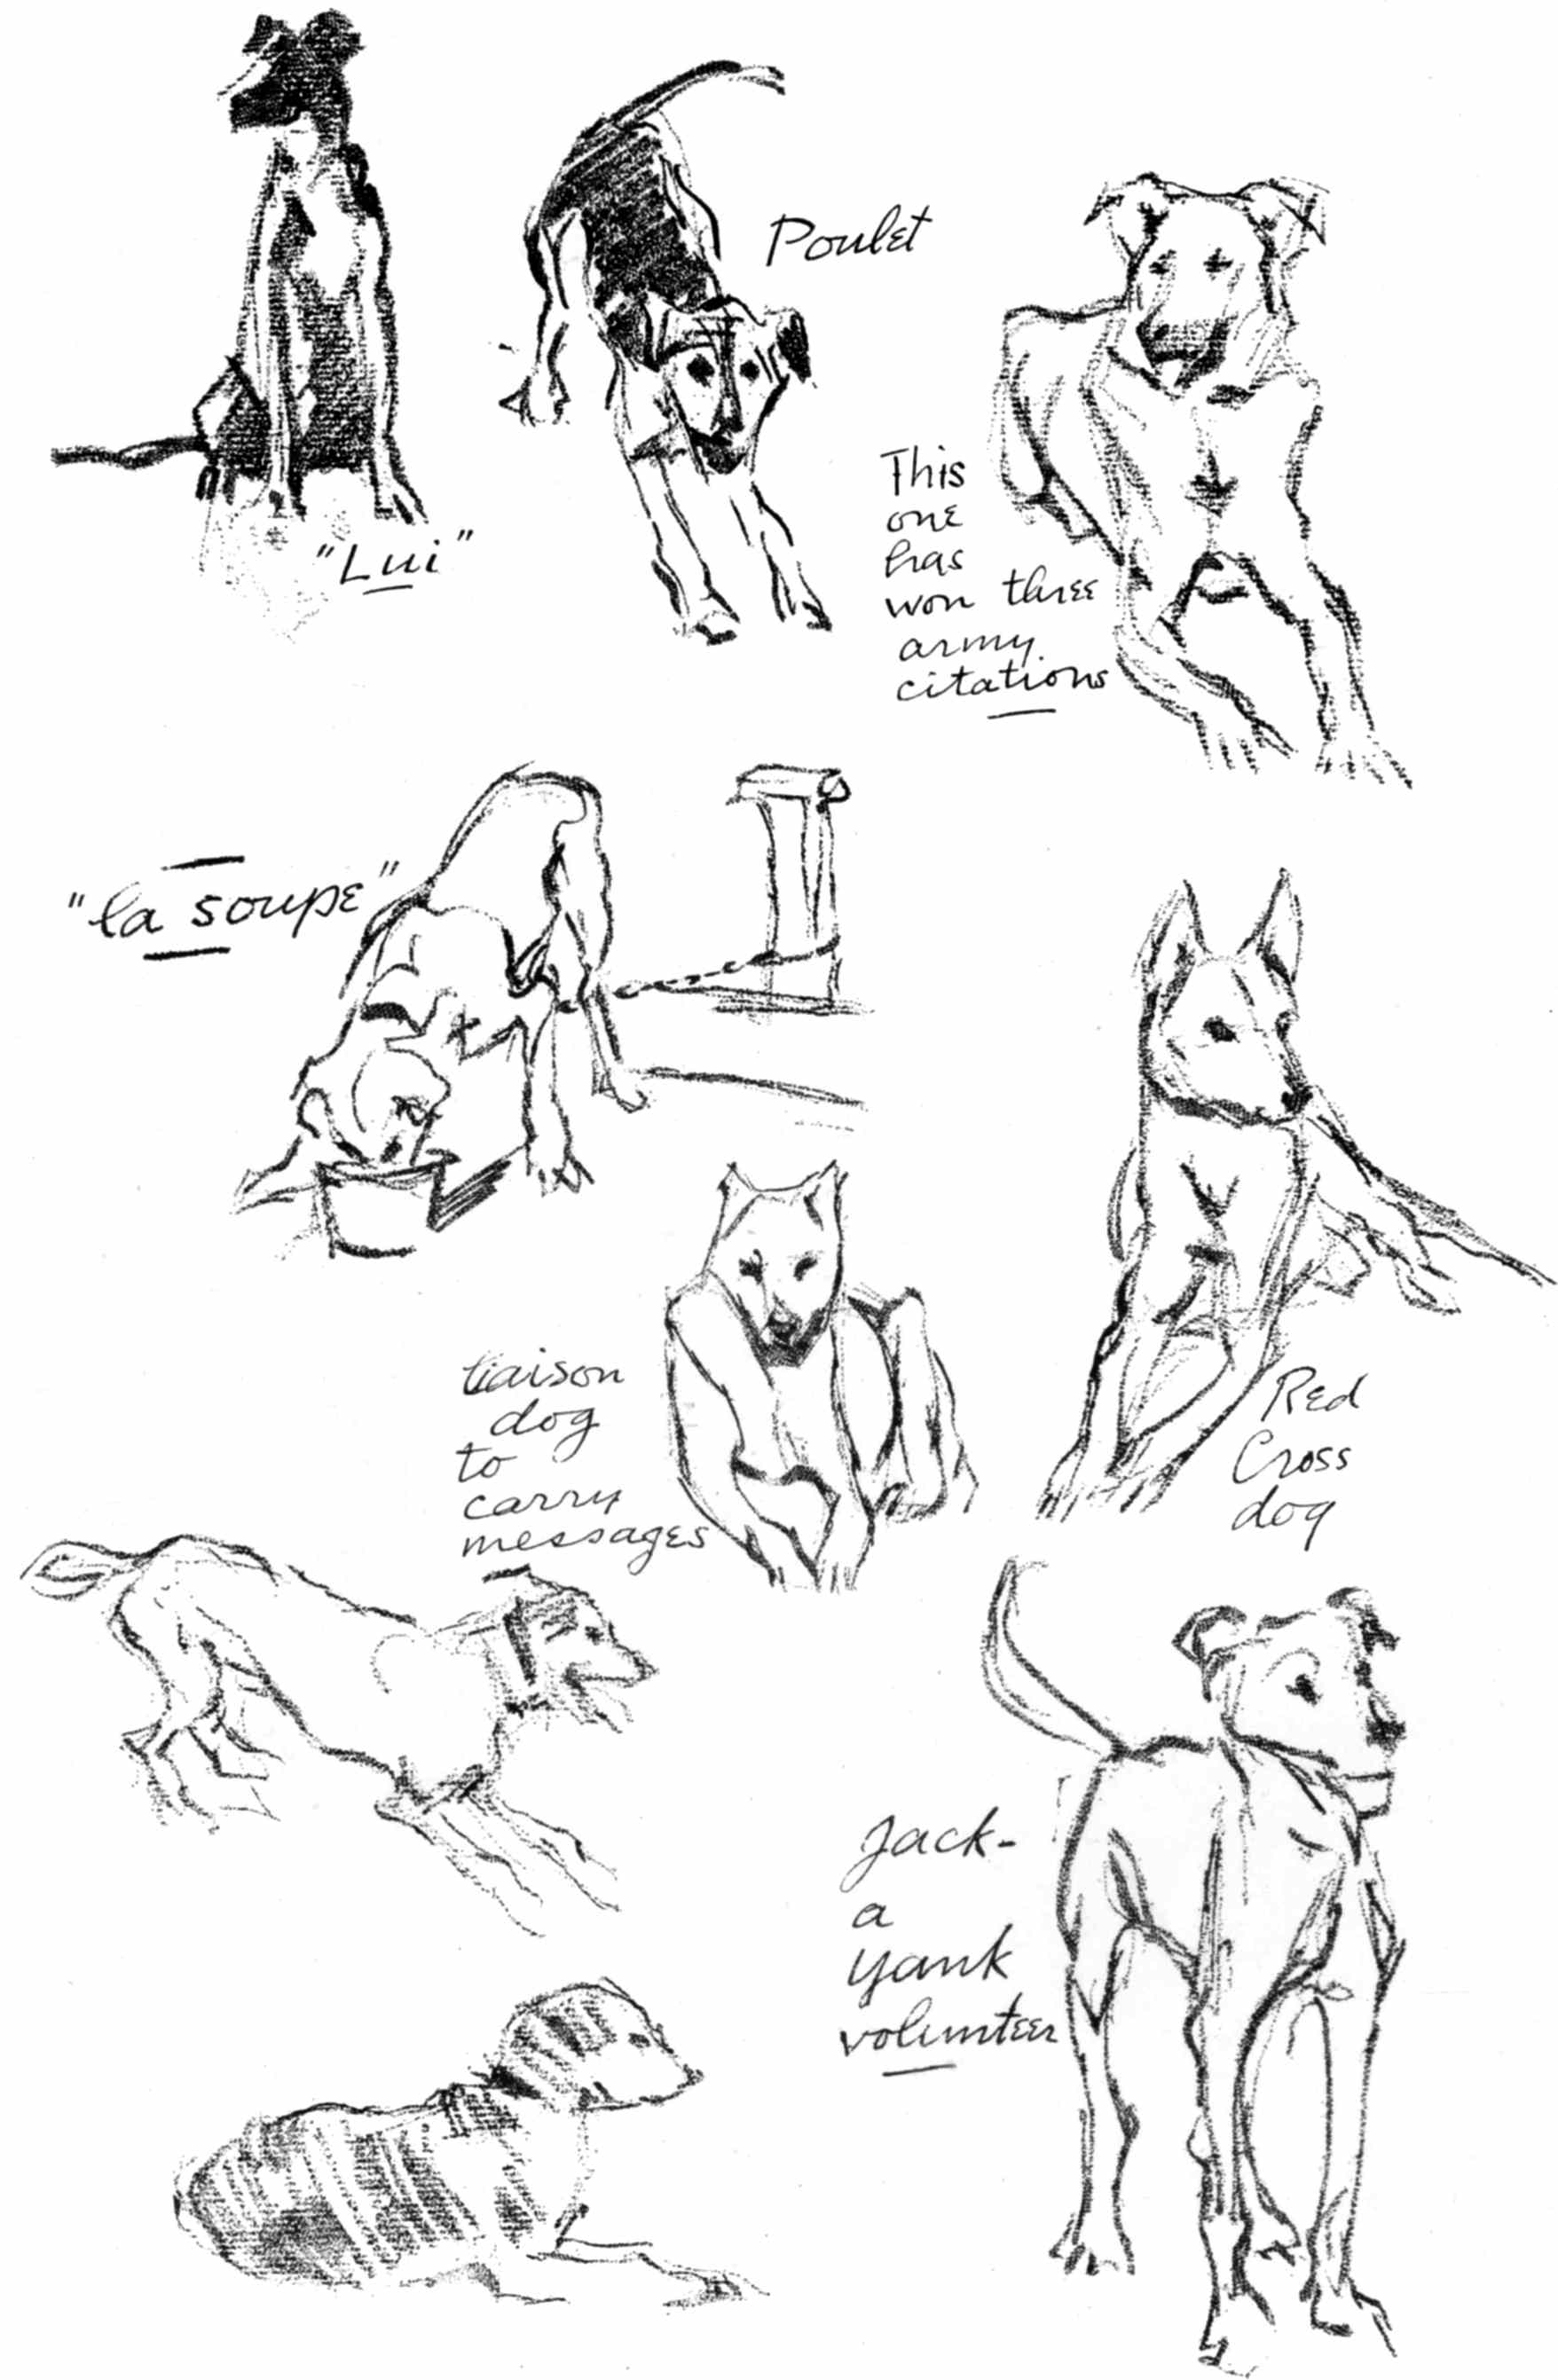 "Lui"
Poulet
This
one
has
won three
army
citations
"la soupe"
liaison
dog
to
carry
messages
Red
Cross
dog
Jack-
a
yank
volunteer